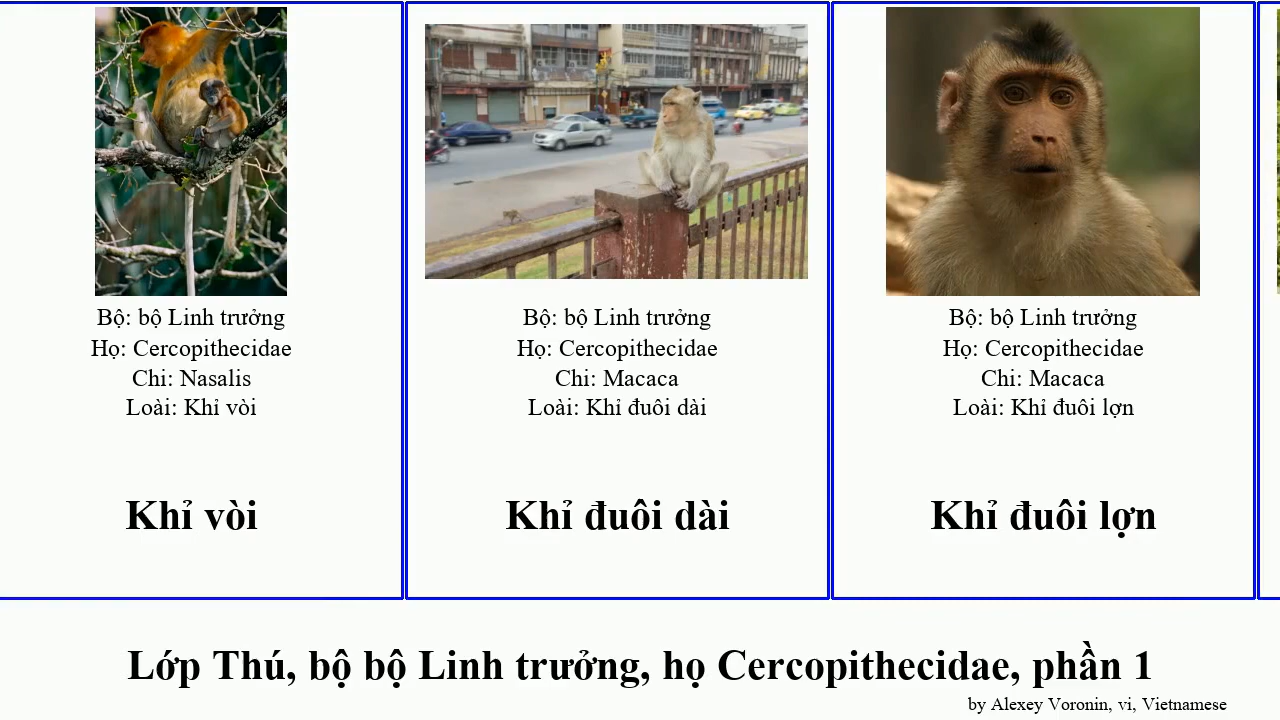 Bộ: bộ Linh trưởng
Họ: Cercopithecidae
Chi: Nasalis
Loài: Khỉ vòi
Khỉ vòi
Bộ: bộ Linh trưởng
Họ: Cercopithecidae
Chi: Macaca
Loài: Khỉ đuôi dài
Khỉ đuôi dài
Bộ: bộ Linh trưởng
Họ: Cercopithecidae
Chi: Macaca
Loài: Khỉ đuôi lợn
Khỉ đuôi lợn
Lớp Thú, bộ bộ Linh trưởng, họ Cercopithecidae, phần 1
by Alexey Voronin, vi, Vietnamese